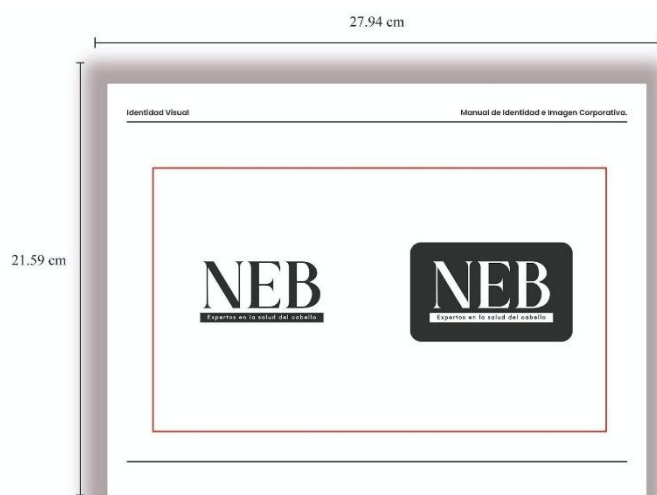 27.94 cm
Identidad Visual
Manual de Identidad e Imagen Corporativa.
21.59 cm
NEB
Expertos en la salud del cabello
NEB
Expertos en la salud del cabello